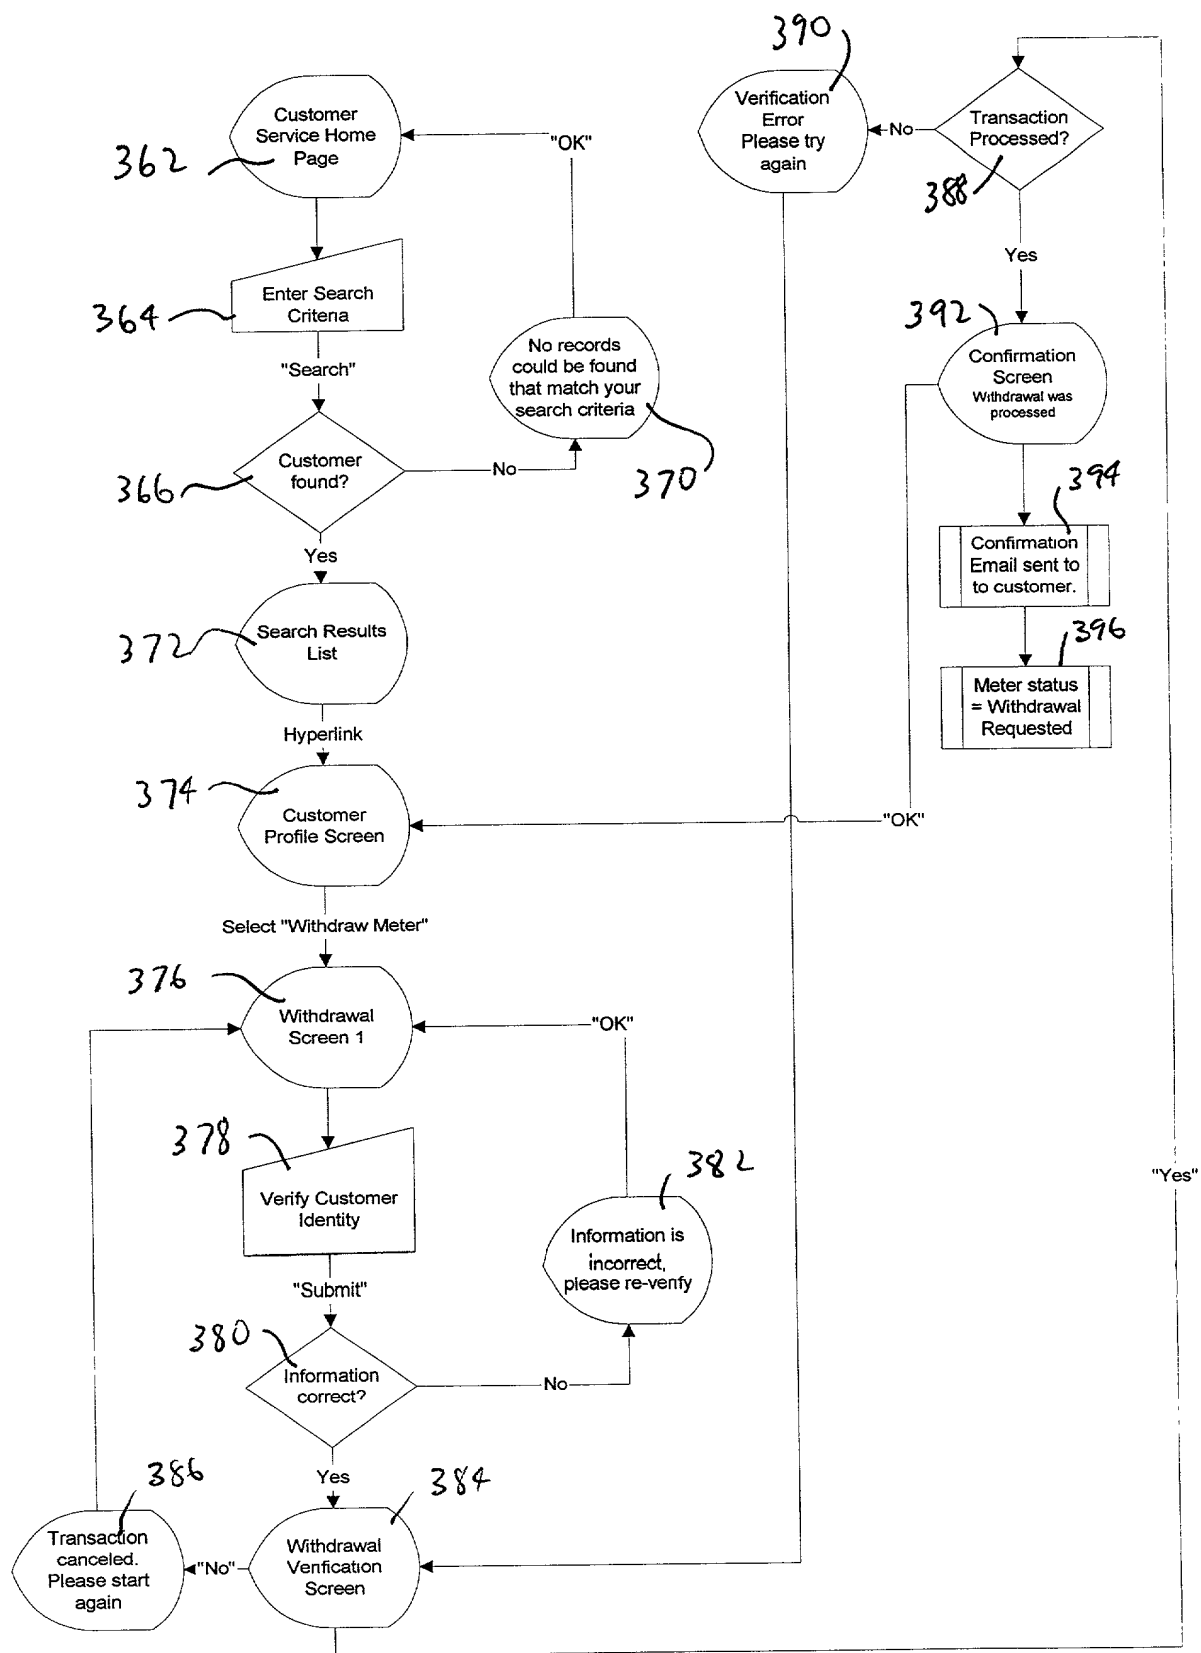 Customer
Service Home
Page
362
"OK"
Enter Search
Criteria
364
"Search"
No records
could be found
that match your
search criteria
370
Customer
found?
366
No
Yes
Search Results
List
372
Hyperlink
374
Customer
Profile Screen
"OK"
Select "Withdraw Meter"
376
Withdrawal
Screen 1
"OK"
378
Verify Customer
Identity
382
Information is
incorrect,
please re-verify
"Submit"
380
Information
correct?
No
Yes
386
Transaction
canceled.
Please start
again
"No"
384
Withdrawal
Verification
Screen
390
Verification
Error
Please try
again
No
Transaction
Processed?
388
Yes
392
Confirmation
Screen
Withdrawal was
processed
394
Confirmation
Email sent to
to customer.
396
Meter status
= Withdrawal
Requested
"Yes"